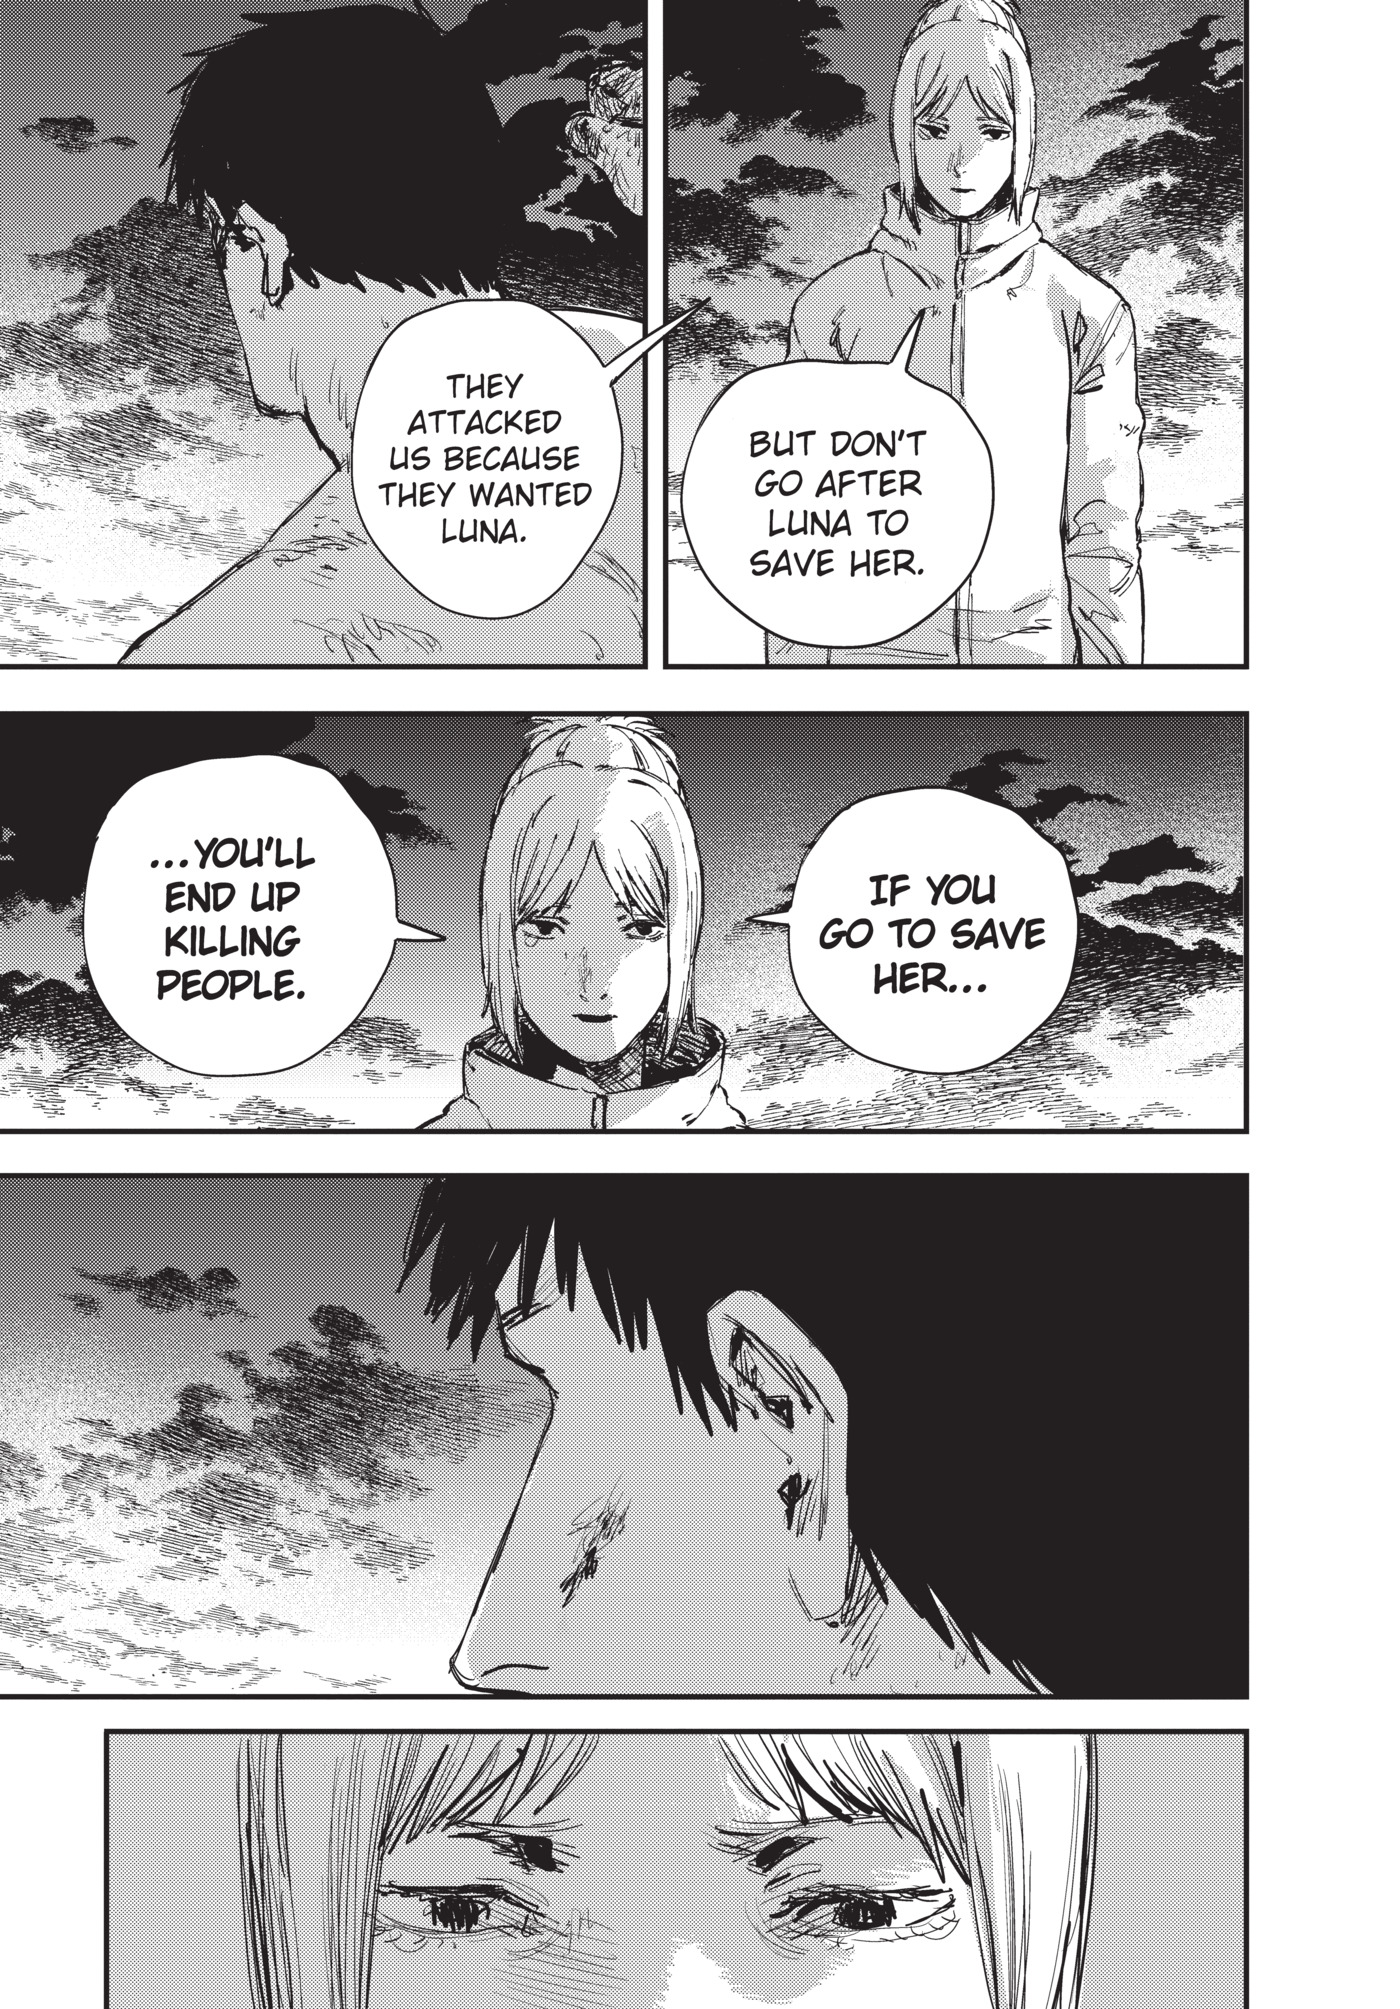 BUT DON'T
GO AFTER
LUNA TO
SAVE HER.
THEY
ATTACKED
US BECAUSE
THEY WANTED
LUNA.
IF YOU
GO TO SAVE
HER...
...YOU'LL
END UP
KILLING
PEOPLE.